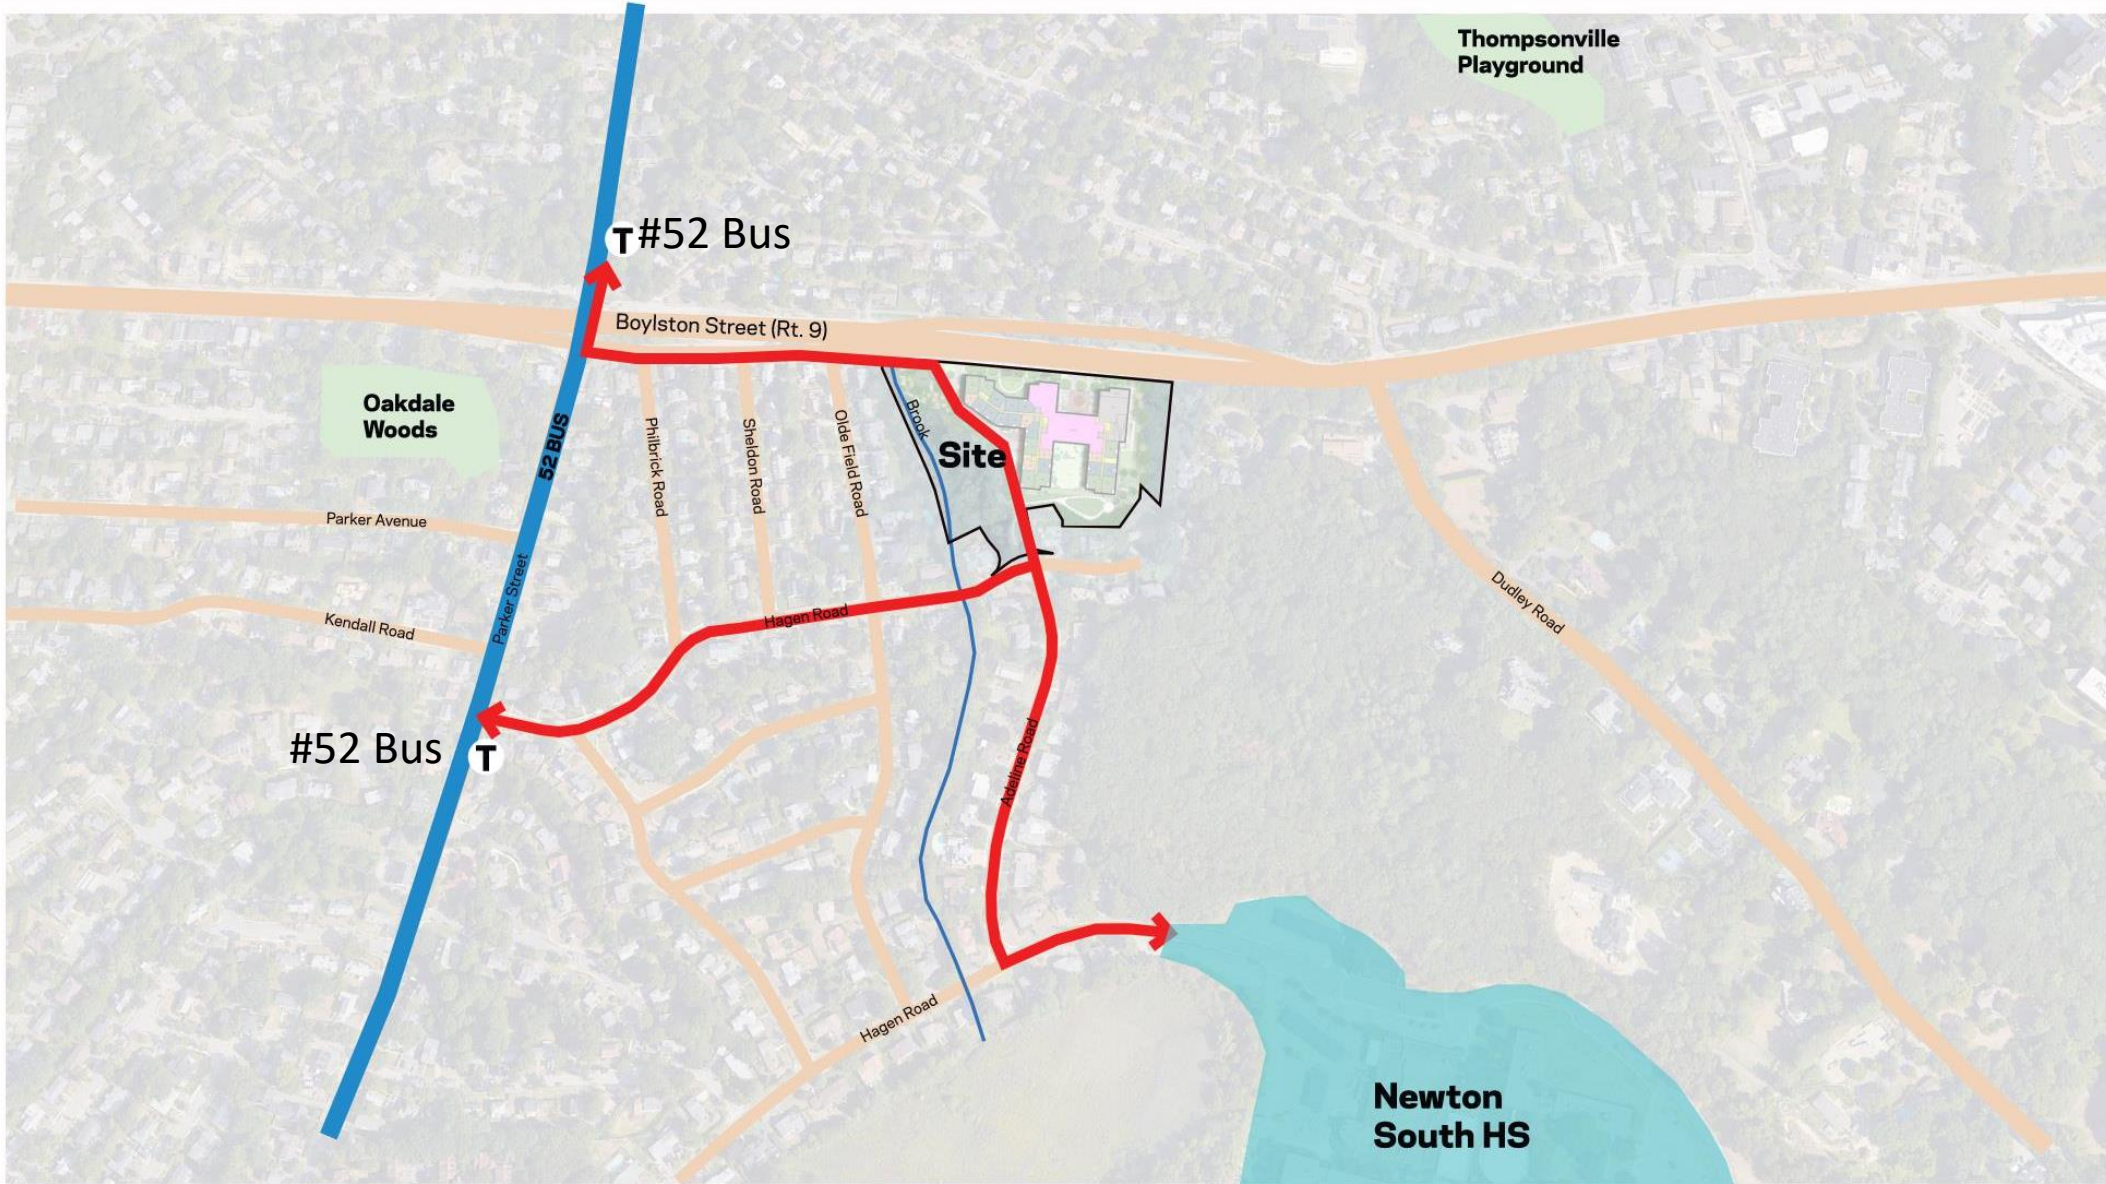 Thompsonville
Playground
T #52 Bus
Boylston Street (Rt. 9)
Oakdale
Woods
52 BUS
Philbrick Road
Sheldon Road
Olde Field Road
Brook
Site
Parker Avenue
Parker Street
Kendall Road
Hagen Road
Dudley Road
#52 Bus
T
Adeline Road
Hagen Road
Newton
South HS